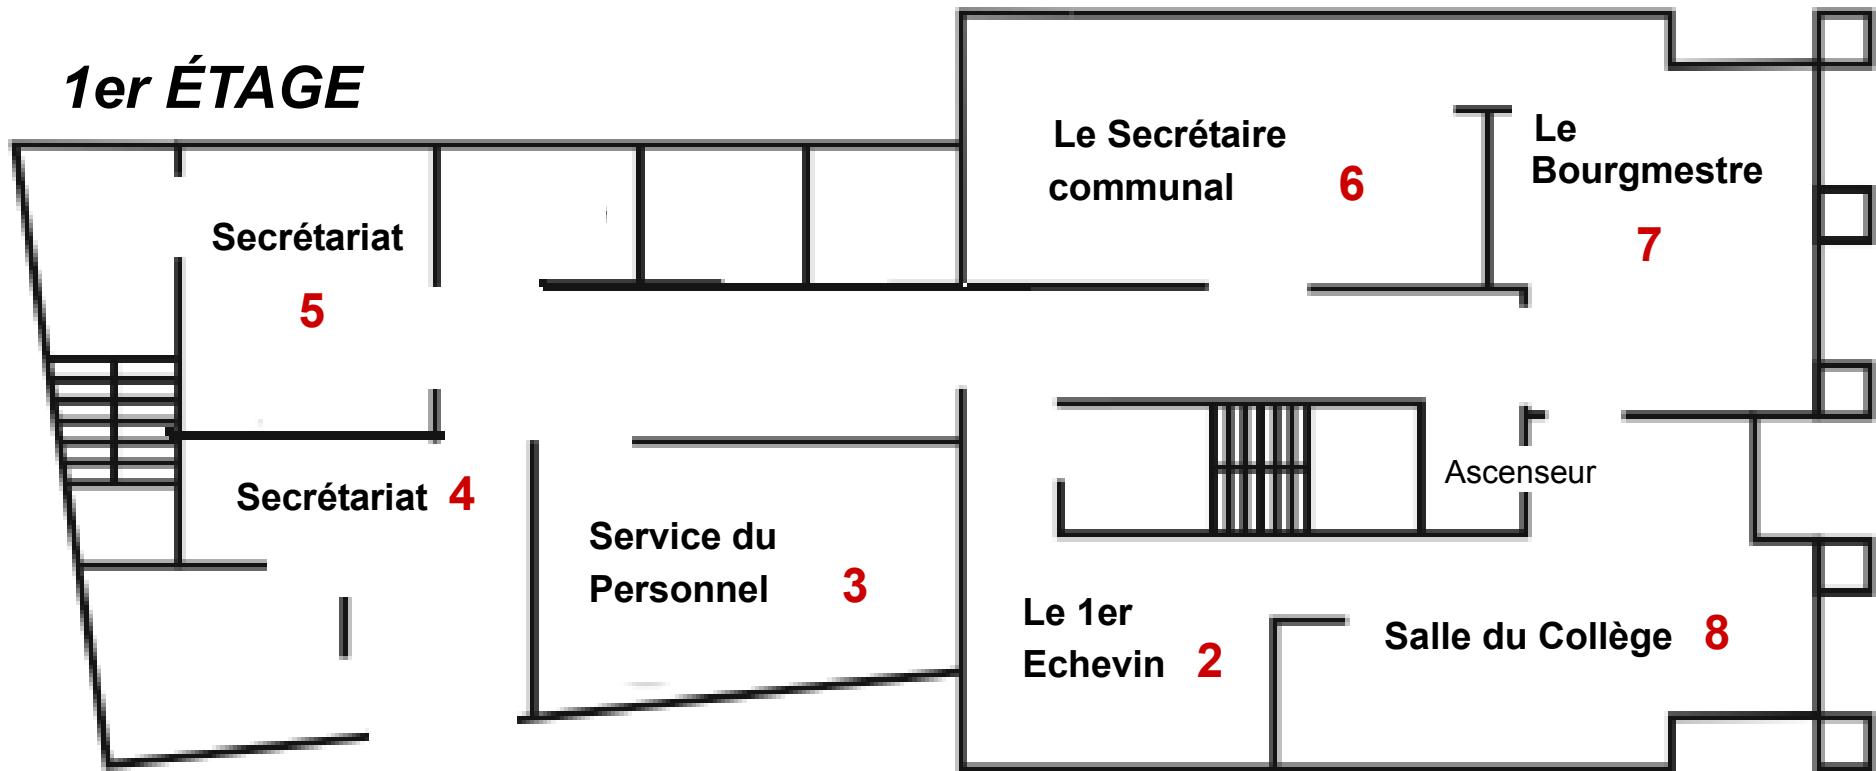 1er ÉTAGE
Le Secrétaire
communal 6
Le
Bourgmestre
7
Secrétariat
5
Ascenseur
Secrétariat 4
Service du
Personnel 3
Le 1er
Echevin 2
Salle du Collège 8